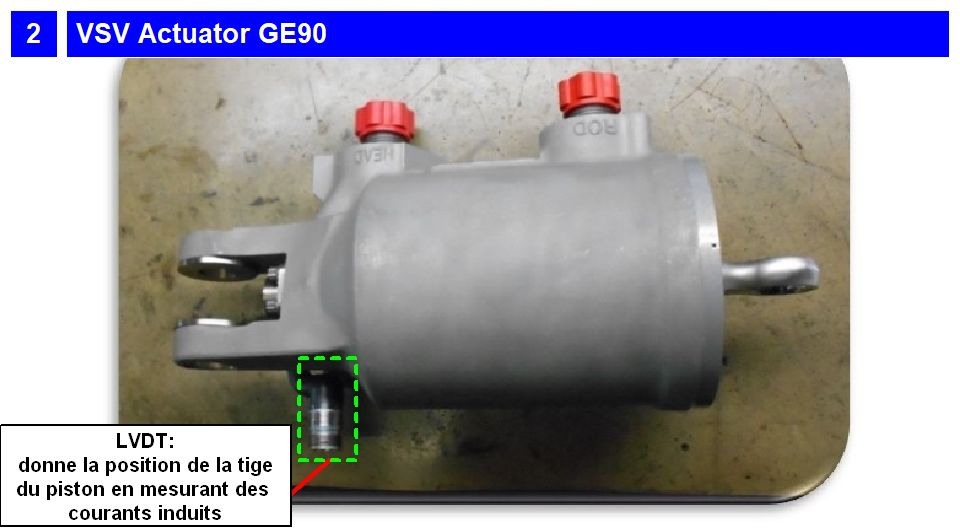 2
VSV Actuator GE90
HEAD
ROD
LVDT:
donne la position de la tige
du piston en mesurant des
courants induits